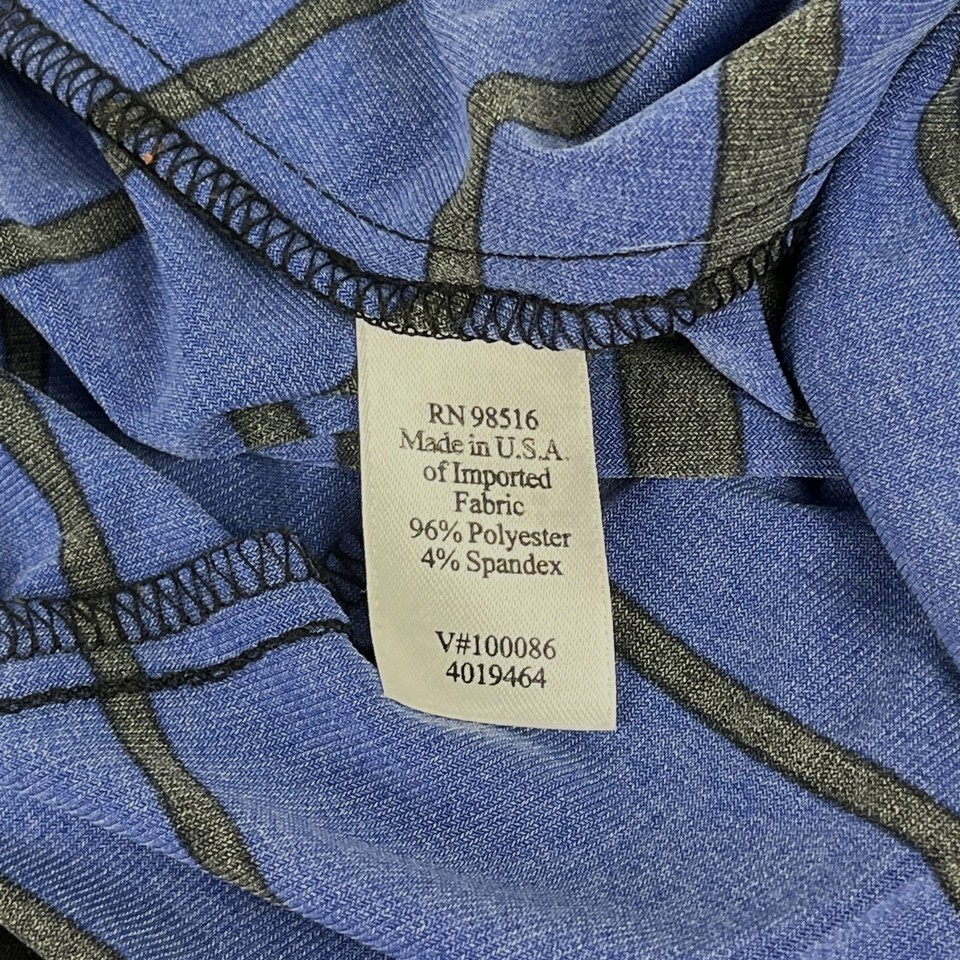 RN 98516
Made in U.S.A.
of Imported
Fabric
96% Polyester
4% Spandex
V#100086
4019464